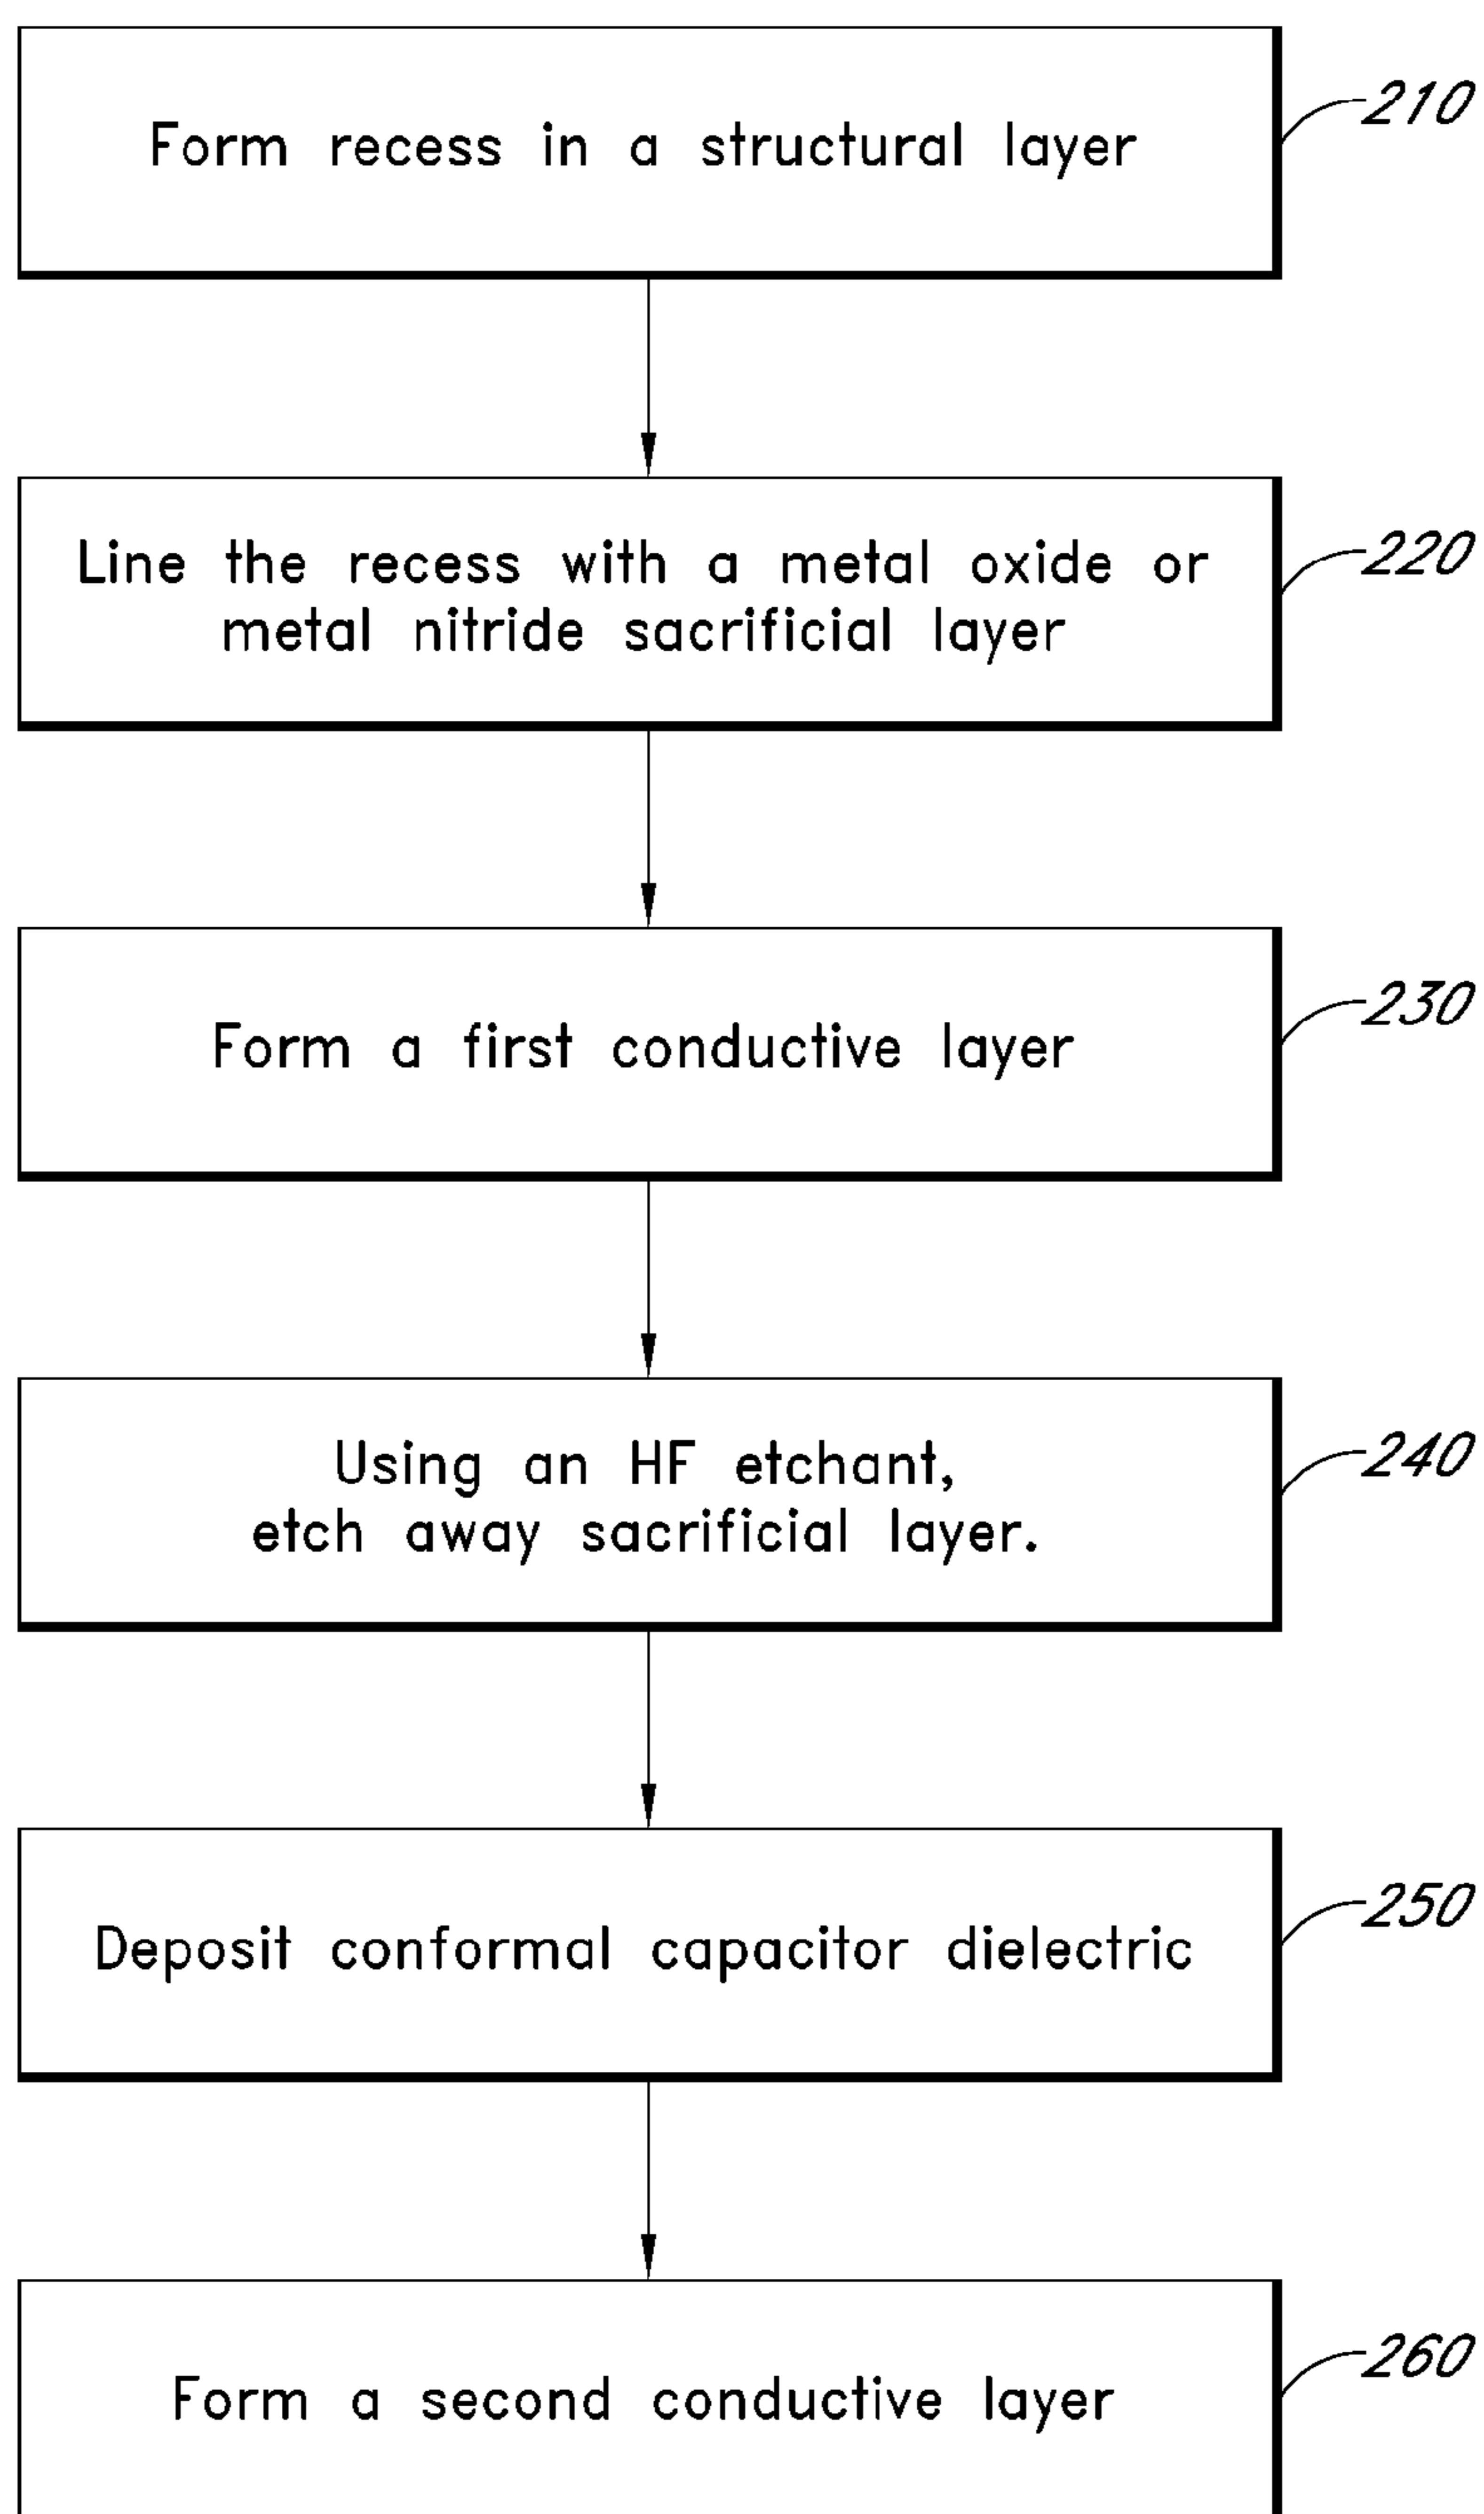 Form recess in a structural layer
210
Line the recess with a metal oxide or
metal nitride sacrificial layer
220
Form a first conductive layer
230
Using an HF etchant,
etch away sacrificial layer.
240
Deposit conformal capacitor dielectric
250
Form a second conductive layer
260